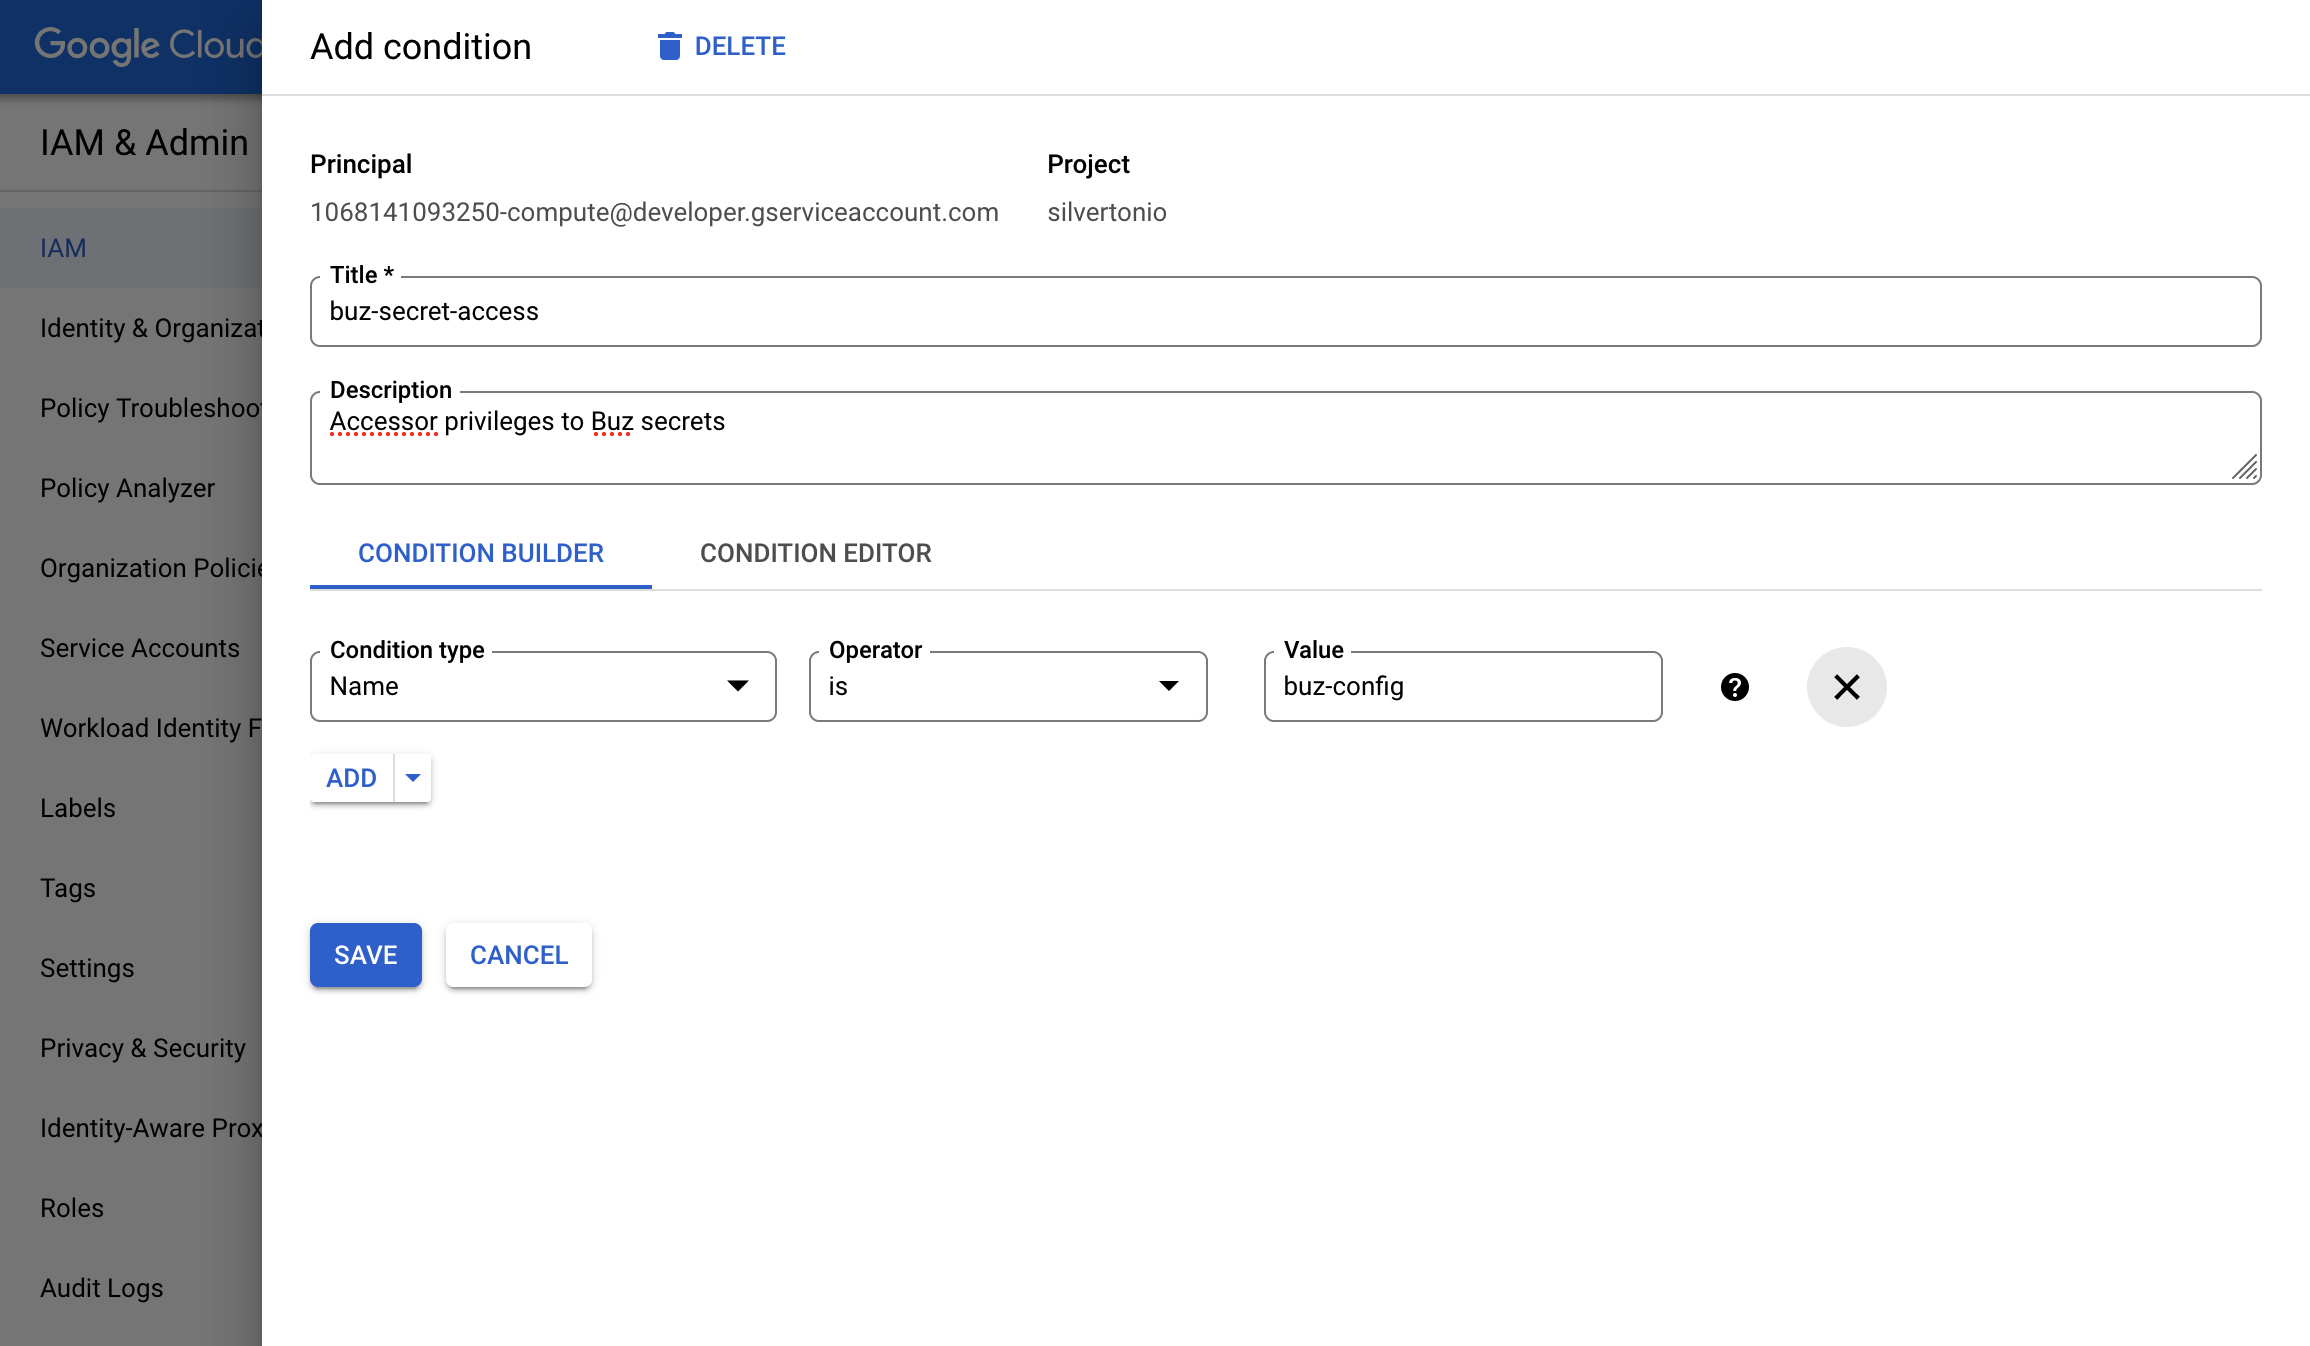 Google Cloud
Add condition
DELETE
IAM & Admin
IAM
Identity & Organizat
Policy Troubleshoot
Policy Analyzer
Organization Policie
Service Accounts
Workload Identity F
Labels
Tags
Settings
Privacy & Security
Identity-Aware Prox
Roles
Audit Logs
Principal
1068141093250-compute@developer.gserviceaccount.com
Project
silvertonio
Title *
buz-secret-access
Description
Accessor privileges to Buz secrets
CONDITION BUILDER
CONDITION EDITOR
Condition type
Name
Operator
is
Value
buz-config
?
ADD
SAVE
CANCEL